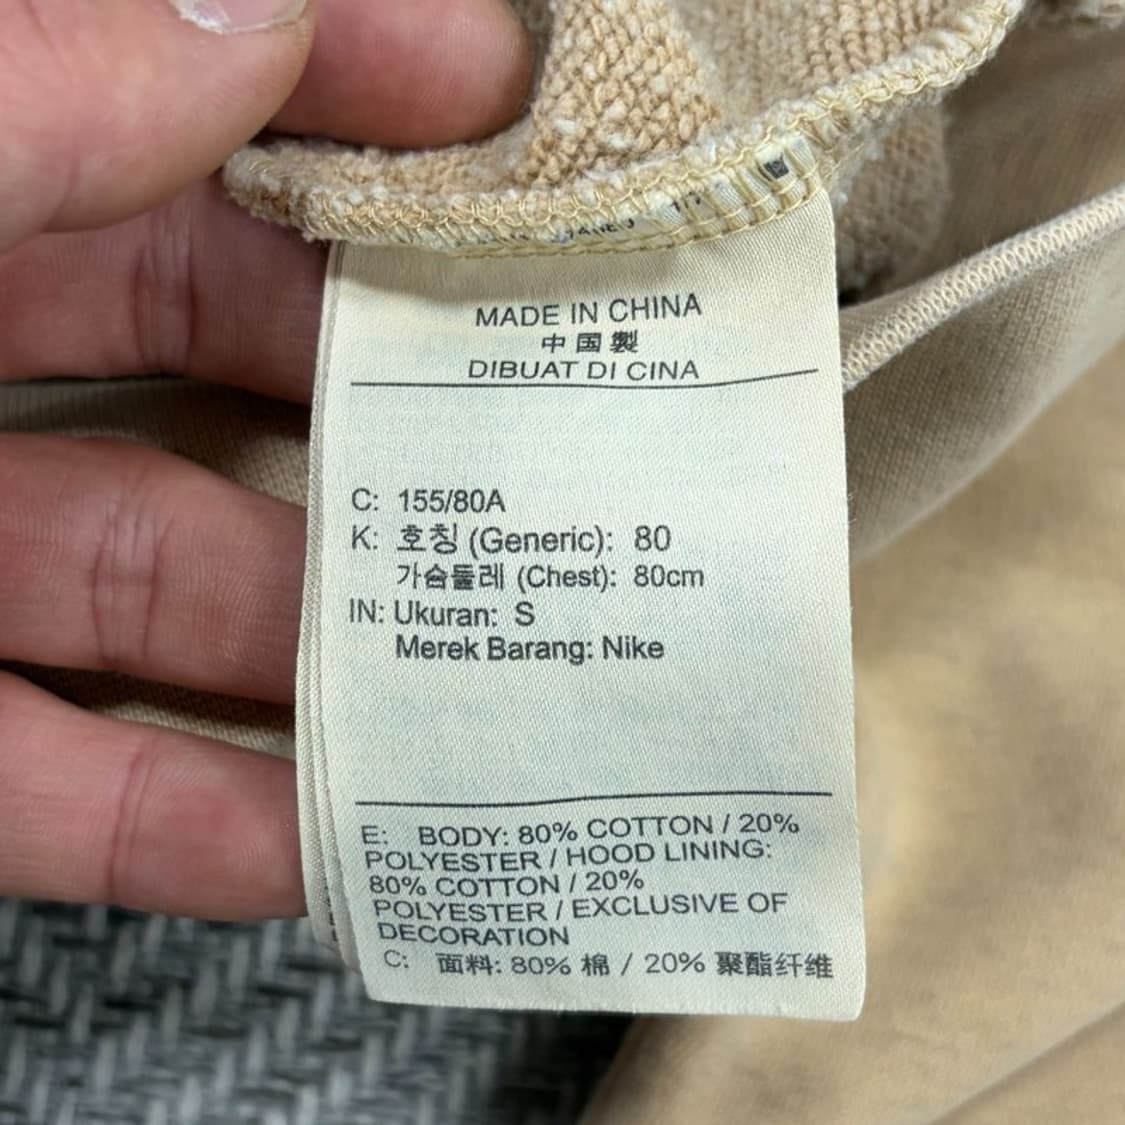 MADE IN CHINA
中国製
DIBUAT DI CINA
C: 155/80A
K: 호칭 (Generic): 80
가슴둘레 (Chest): 80cm
IN: Ukuran: S
Merek Barang: Nike
E: BODY: 80% COTTON / 20%
POLYESTER / HOOD LINING:
80% COTTON / 20%
POLYESTER / EXCLUSIVE OF
DECORATION
C: 面料: 80% 棉 / 20% 聚酯纤维